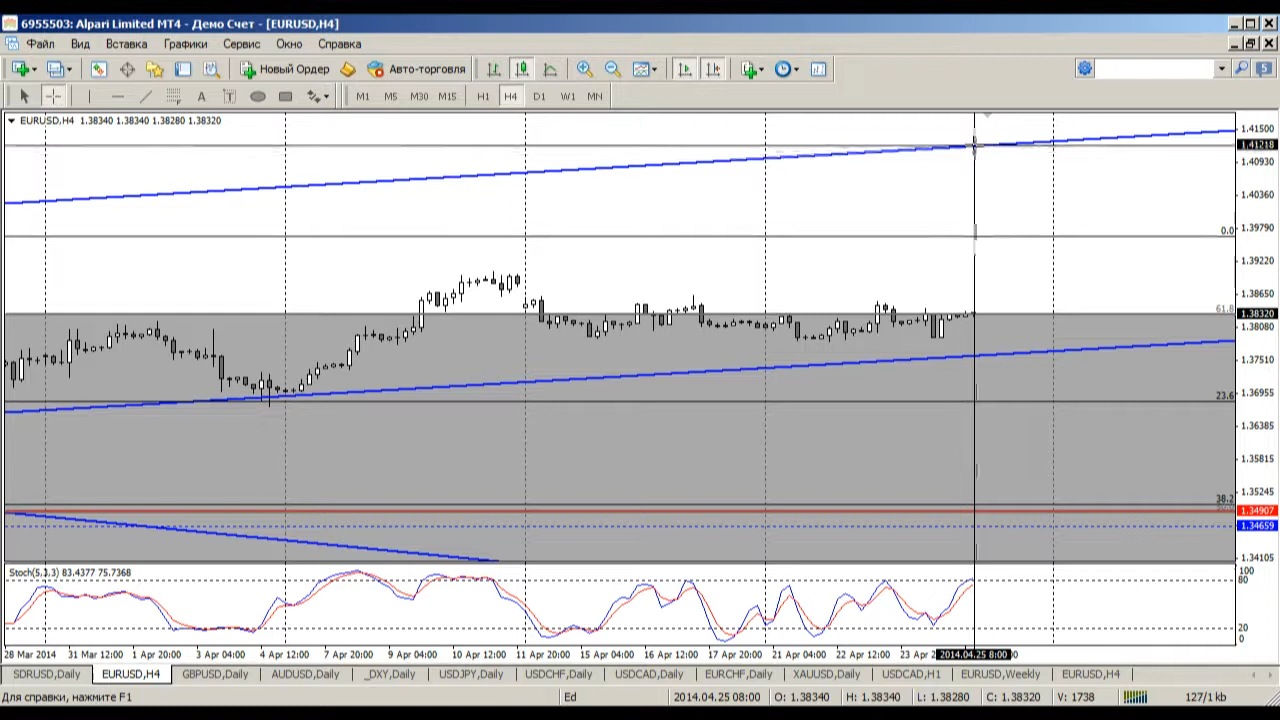 6955503: Alpari Limited MT4 - Демо Счет - [EURUSD,H4]
Файл Вид Вставка Графики Сервис Окно Справка
Новый Ордер Авто-торговля
A T M1 M5 M30 M15 H1 H4 D1 W1 MN
EURUSD,H4 1.38340 1.38340 1.38280 1.38320
1.41500
1.41218
1.40930
1.40360
0.0
1.39790
1.39220
1.38650
61.8
1.38320
1.38080
1.37510
23.6
1.36955
1.36385
1.35815
1.35245
38.2
1.34907
1.34659
1.34105
Stoch(5,3,3) 83.4377 75.7368
100
80
20
0
28 Mar 2014 31 Mar 12:00 1 Apr 20:00 3 Apr 04:00 4 Apr 12:00 7 Apr 20:00 9 Apr 04:00 10 Apr 12:00 11 Apr 20:00 15 Apr 04:00 16 Apr 12:00 17 Apr 20:00 21 Apr 04:00 22 Apr 12:00 23 Apr 2014.04.25 8:00
SDRUSD,Daily EURUSD,H4 GBPUSD,Daily AUDUSD,Daily _DXY,Daily USDJPY,Daily USDCHF,Daily USDCAD,Daily EURCHF,Daily XAUUSD,Daily USDCAD,H1 EURUSD,Weekly EURUSD,H4
Для справки, нажмите F1 Ed 2014.04.25 08:00 O: 1.38340 H: 1.38340 L: 1.38280 C: 1.38320 V: 1738 127/1 kb